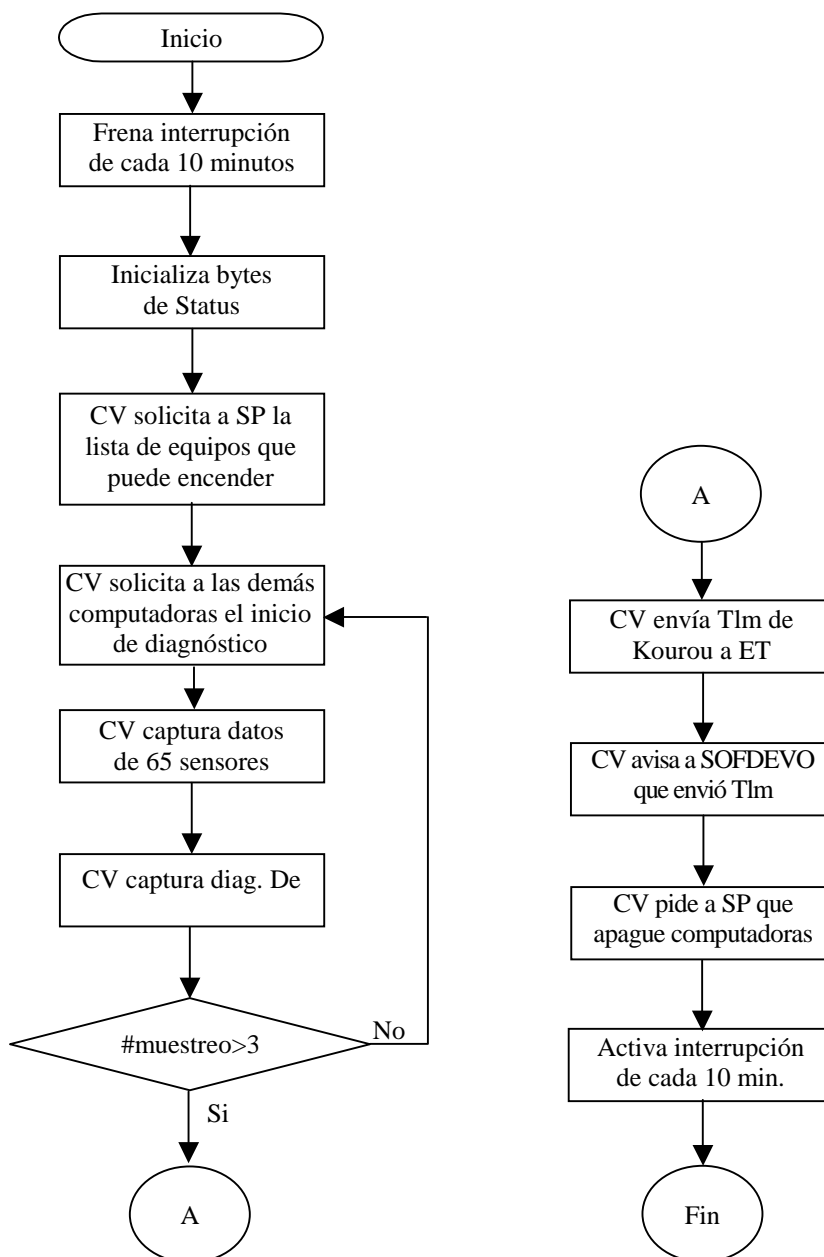 Inicio
Frena interrupción
de cada 10 minutos
Inicializa bytes
de Status
CV solicita a SP la
lista de equipos que
puede encender
CV solicita a las demás
computadoras el inicio
de diagnóstico
CV captura datos
de 65 sensores
CV captura diag. De
#muestreo>3
No
Si
A
A
CV envía Tlm de
Kourou a ET
CV avisa a SOFDEVO
que envió Tlm
CV pide a SP que
apague computadoras
Activa interrupción
de cada 10 min.
Fin